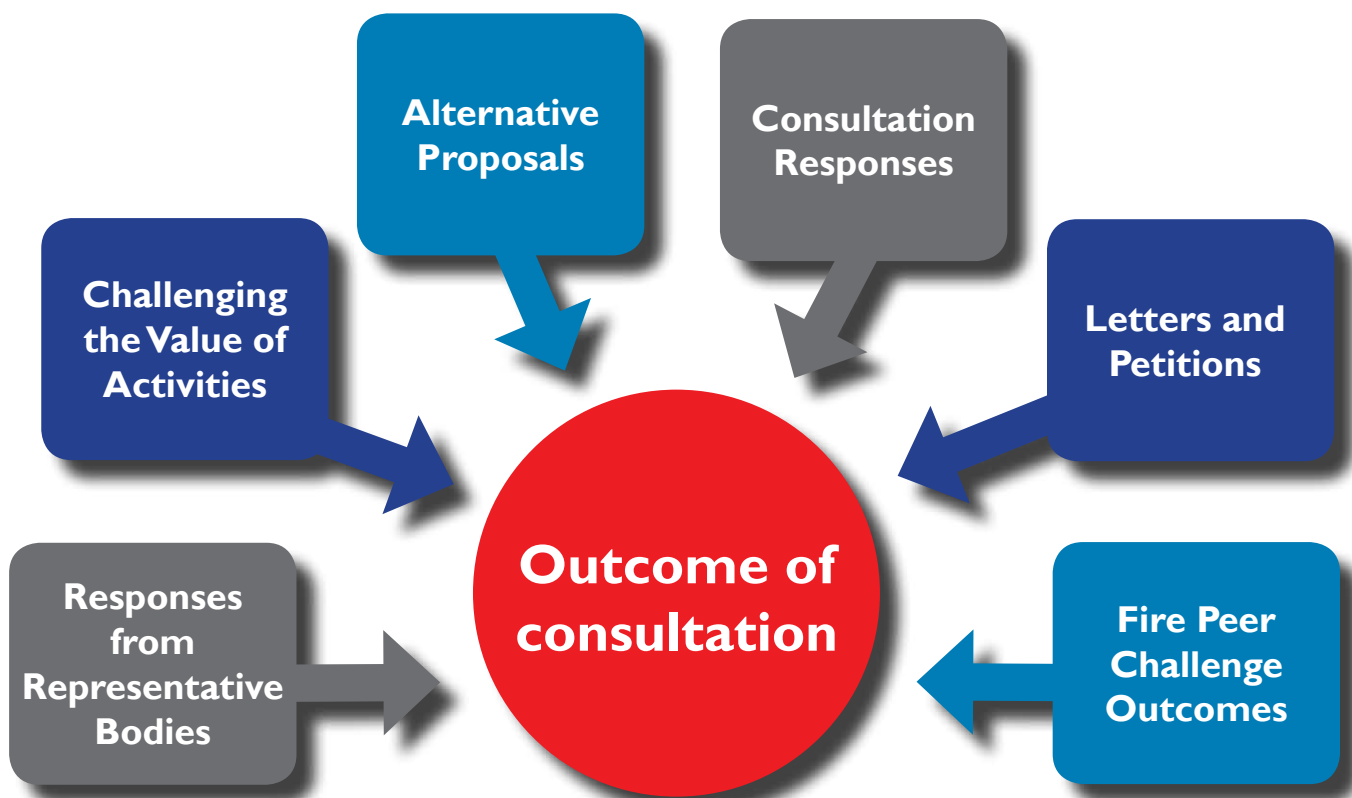 Alternative
Proposals
Consultation
Responses
Challenging
the Value of
Activities
Letters and
Petitions
Outcome of
consultation
Responses
from
Representative
Bodies
Fire Peer
Challenge
Outcomes